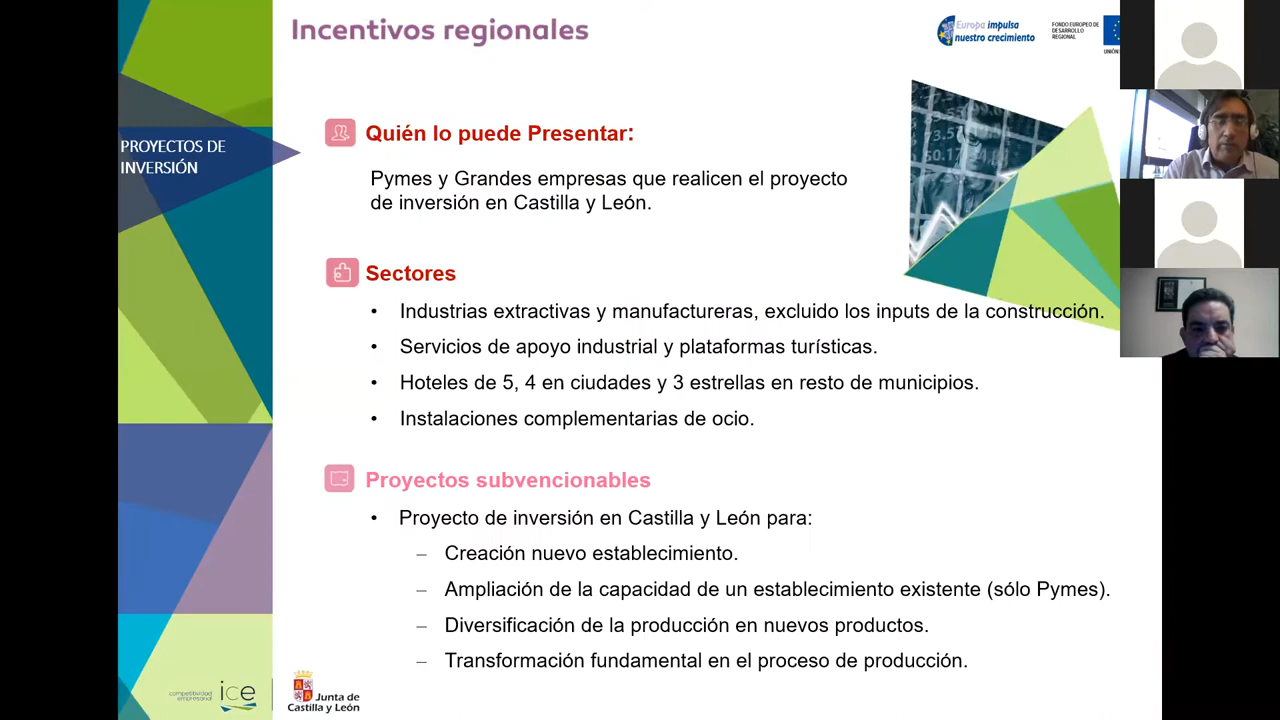 Incentivos regionales
Europa impulsa
nuestro crecimiento
FONDO EUROPEO DE
DESARROLLO
REGIONAL
PROYECTOS DE
INVERSIÓN
Quién lo puede Presentar:
Pymes y Grandes empresas que realicen el proyecto
de inversión en Castilla y León.
Sectores
• Industrias extractivas y manufactureras, excluido los inputs de la construcción.
• Servicios de apoyo industrial y plataformas turísticas.
• Hoteles de 5, 4 en ciudades y 3 estrellas en resto de municipios.
• Instalaciones complementarias de ocio.
Proyectos subvencionables
• Proyecto de inversión en Castilla y León para:
– Creación nuevo establecimiento.
– Ampliación de la capacidad de un establecimiento existente (sólo Pymes).
– Diversificación de la producción en nuevos productos.
– Transformación fundamental en el proceso de producción.
competitividad
empresarial
ice
Junta de
Castilla y León